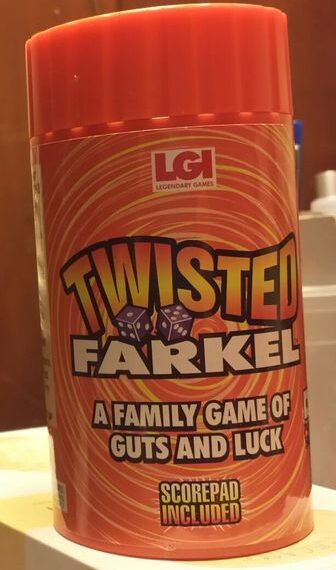 LGI
LEGENDARY GAMES
TWISTED
FARKEL
A FAMILY GAME OF
GUTS AND LUCK
SCOREPAD
INCLUDED